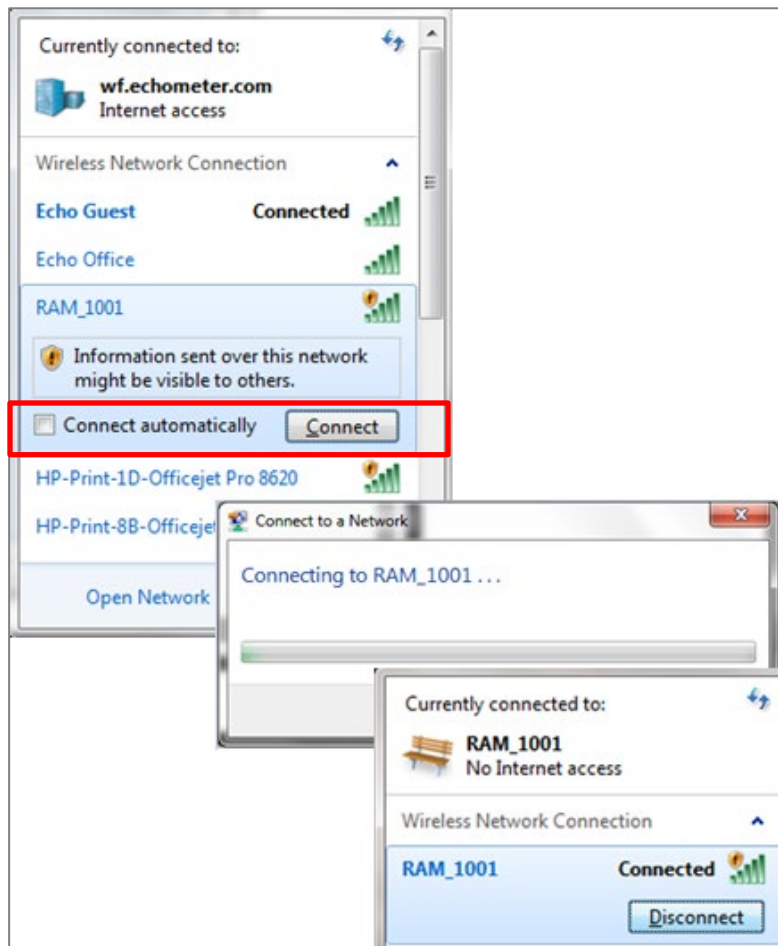 Currently connected to:
wf.echometer.com
Internet access
Wireless Network Connection
Echo Guest Connected
Echo Office
RAM_1001
Information sent over this network
might be visible to others.
Connect automatically Connect
HP-Print-1D-Officejet Pro 8620
HP-Print-8B-Officejet
Open Network
Connect to a Network
Connecting to RAM_1001 . . .
Currently connected to:
RAM_1001
No Internet access
Wireless Network Connection
RAM_1001 Connected
Disconnect